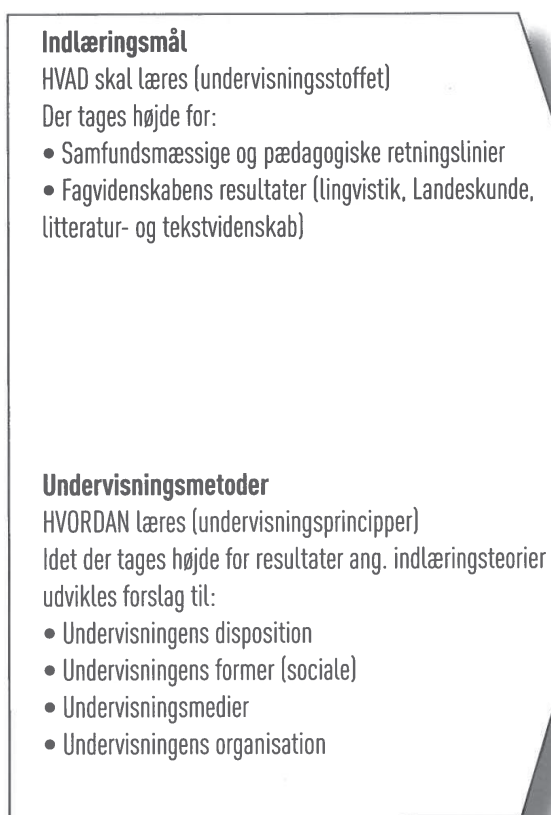 Indlæringsmål
HVAD skal læres (undervisningsstoffet)
Der tages højde for:
• Samfundsmæssige og pædagogiske retningslinier
• Fagvidenskabens resultater (lingvistik, Landeskunde,
litteratur- og tekstvidenskab)
Undervisningsmetoder
HVORDAN læres (undervisningsprincipper)
Idet der tages højde for resultater ang. indlæringsteorier
udvikles forslag til:
• Undervisningens disposition
• Undervisningens former (sociale)
• Undervisningsmedier
• Undervisningens organisation